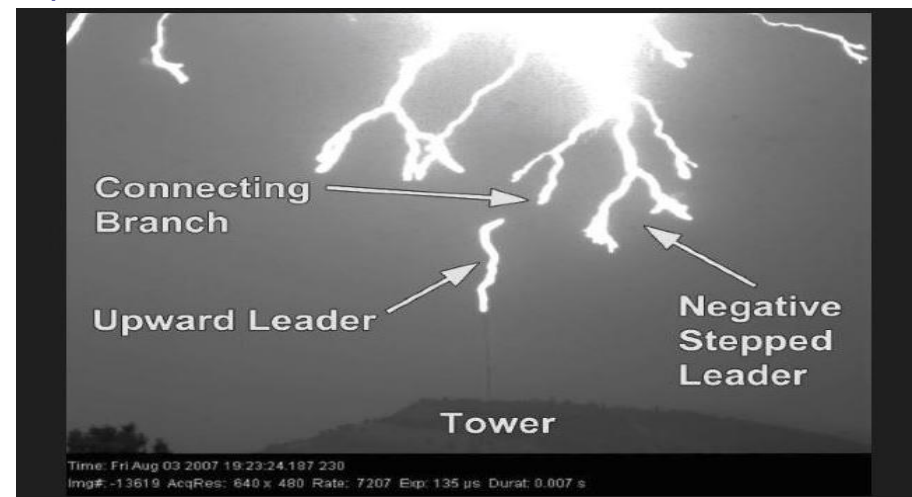 Connecting
Branch
Upward Leader
Negative
Stepped
Leader
Tower
Time: Fri Aug 03 2007 19:23:24.187 230
Img#: -13619 AcqRes: 640 x 480 Rate: 7207 Exp: 135 µs Durat: 0.007 s